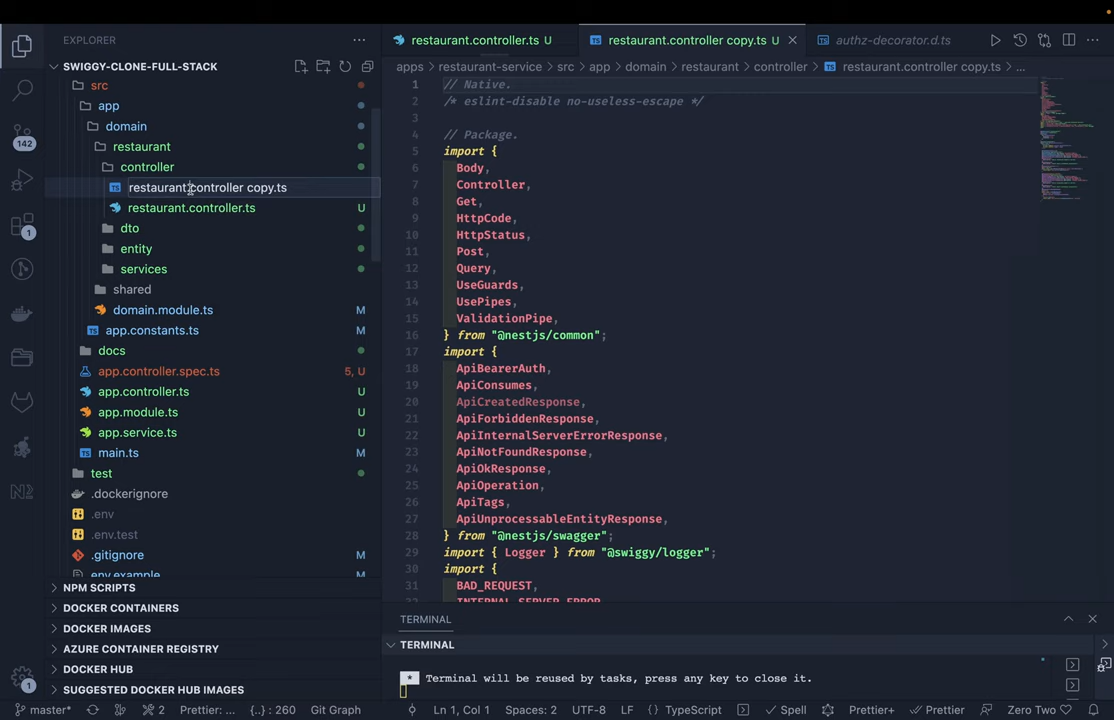 EXPLORER
SWIGGY-CLONE-FULL-STACK
src
app
domain
restaurant
controller
restaurant.controller copy.ts
restaurant.controller.ts U
dto
entity
services
shared
domain.module.ts M
app.constants.ts M
docs
app.controller.spec.ts 5, U
app.controller.ts U
app.module.ts U
app.service.ts U
main.ts M
test
.dockerignore
.env
.env.test
.gitignore M
env.example
NPM SCRIPTS
DOCKER CONTAINERS
DOCKER IMAGES
AZURE CONTAINER REGISTRY
DOCKER HUB
SUGGESTED DOCKER HUB IMAGES
142
1
1
restaurant.controller.ts U
restaurant.controller copy.ts U
authz-decorator.d.ts
apps > restaurant-service > src > app > domain > restaurant > controller > restaurant.controller copy.ts > ...
1 // Native.
2 /* eslint-disable no-useless-escape */
3
4 // Package.
5 import {
6 Body,
7 Controller,
8 Get,
9 HttpCode,
10 HttpStatus,
11 Post,
12 Query,
13 UseGuards,
14 UsePipes,
15 ValidationPipe,
16 } from "@nestjs/common";
17 import {
18 ApiBearerAuth,
19 ApiConsumes,
20 ApiCreatedResponse,
21 ApiForbiddenResponse,
22 ApiInternalServerErrorResponse,
23 ApiNotFoundResponse,
24 ApiOkResponse,
25 ApiOperation,
26 ApiTags,
27 ApiUnprocessableEntityResponse,
28 } from "@nestjs/swagger";
29 import { Logger } from "@swiggy/logger";
30 import {
31 BAD_REQUEST,
32 INTERNAL_SERVER_ERROR
TERMINAL
TERMINAL
* Terminal will be reused by tasks, press any key to close it.
master* 2 Prettier: ... {..} : 260 Git Graph Ln 1, Col 1 Spaces: 2 UTF-8 LF TypeScript Spell Prettier+ Prettier Zero Two